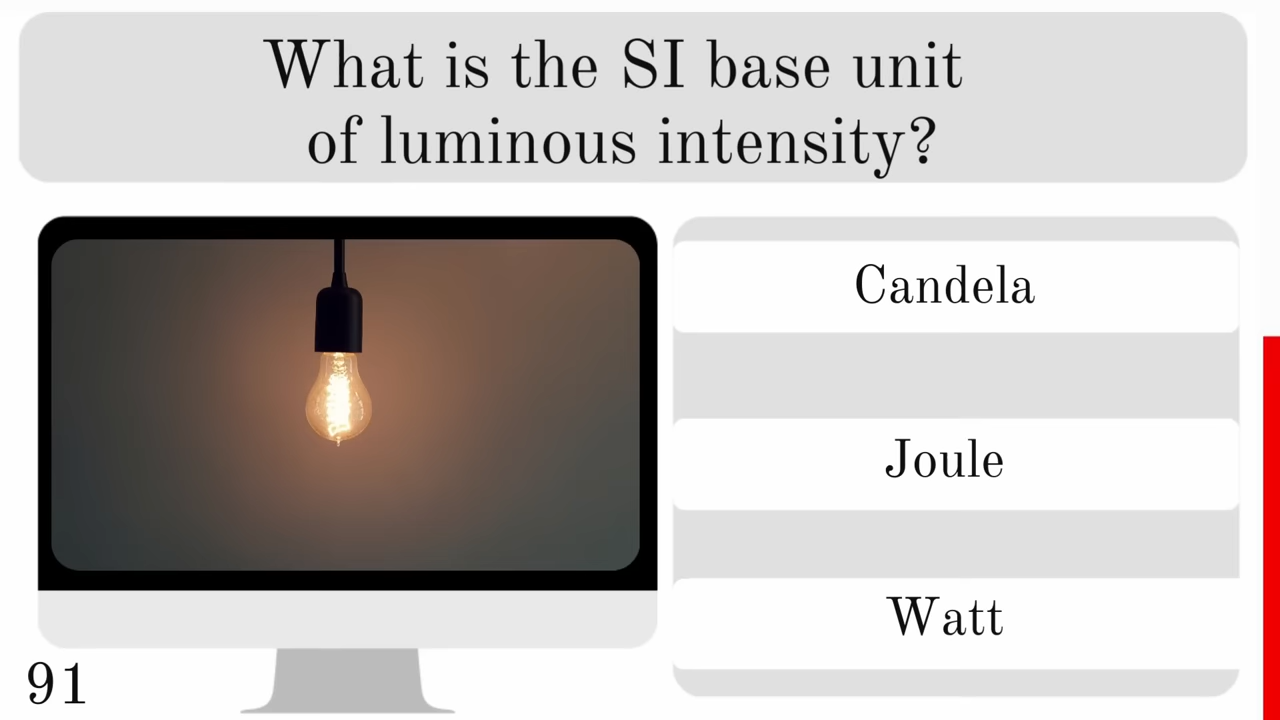 What is the SI base unit
of luminous intensity?
Candela
Joule
Watt
91